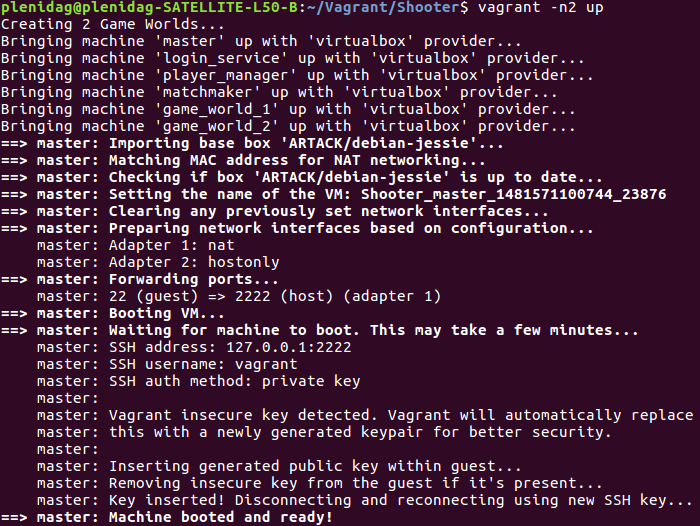 plenidag@plenidag-SATELLITE-L50-B:~/Vagrant/Shooter$ vagrant -n2 up
Creating 2 Game Worlds...
Bringing machine 'master' up with 'virtualbox' provider...
Bringing machine 'login_service' up with 'virtualbox' provider...
Bringing machine 'player_manager' up with 'virtualbox' provider...
Bringing machine 'matchmaker' up with 'virtualbox' provider...
Bringing machine 'game_world_1' up with 'virtualbox' provider...
Bringing machine 'game_world_2' up with 'virtualbox' provider...
==> master: Importing base box 'ARTACK/debian-jessie'...
==> master: Matching MAC address for NAT networking...
==> master: Checking if box 'ARTACK/debian-jessie' is up to date...
==> master: Setting the name of the VM: Shooter_master_1481571100744_23876
==> master: Clearing any previously set network interfaces...
==> master: Preparing network interfaces based on configuration...
    master: Adapter 1: nat
    master: Adapter 2: hostonly
==> master: Forwarding ports...
    master: 22 (guest) => 2222 (host) (adapter 1)
==> master: Booting VM...
==> master: Waiting for machine to boot. This may take a few minutes...
    master: SSH address: 127.0.0.1:2222
    master: SSH username: vagrant
    master: SSH auth method: private key
    master:
    master: Vagrant insecure key detected. Vagrant will automatically replace
    master: this with a newly generated keypair for better security.
    master:
    master: Inserting generated public key within guest...
    master: Removing insecure key from the guest if it's present...
    master: Key inserted! Disconnecting and reconnecting using new SSH key...
==> master: Machine booted and ready!